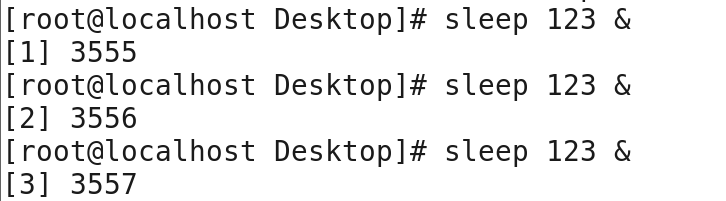 [root@localhost Desktop]# sleep 123 &
[1] 3555
[root@localhost Desktop]# sleep 123 &
[2] 3556
[root@localhost Desktop]# sleep 123 &
[3] 3557